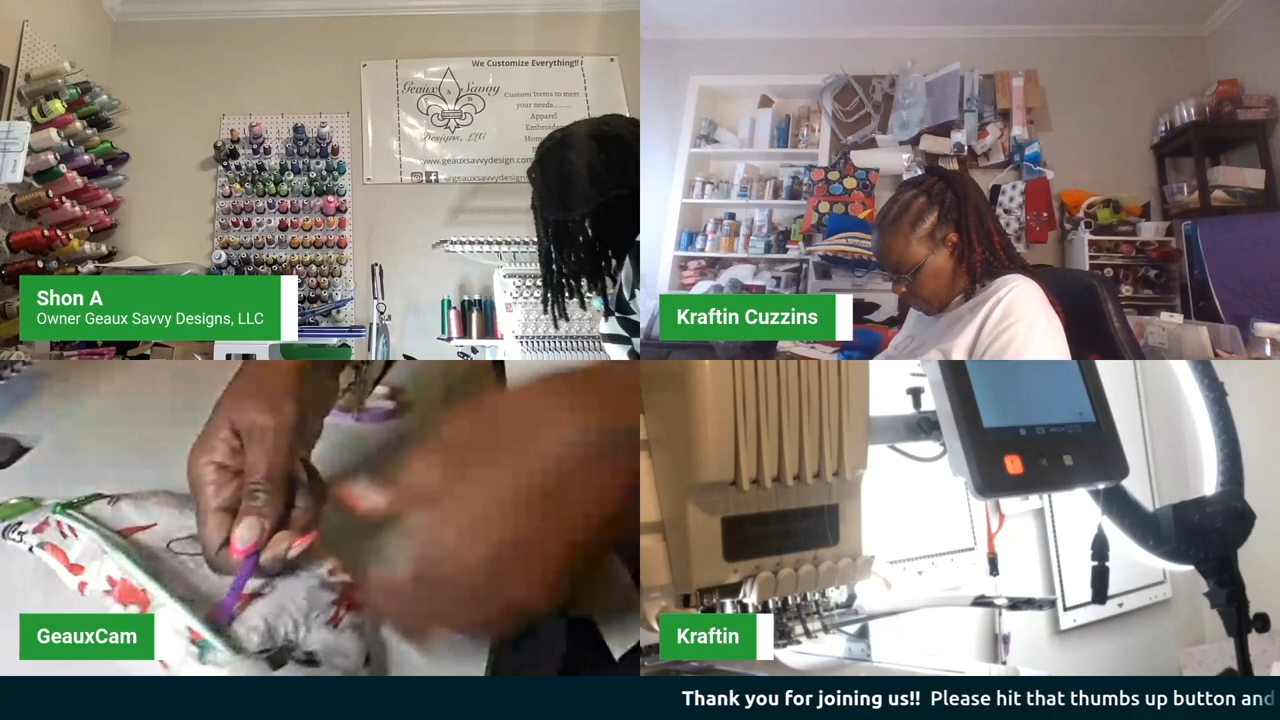 We Customize Everything!!
Geaux Savvy
Designs, LLC
Custom Items to meet
your needs........
Apparel
www.geauxsavvydesign.com
@geauxsavvydesign
Shon A
Owner Geaux Savvy Designs, LLC
Kraftin Cuzzins
GeauxCam
Kraftin
Thank you for joining us!! Please hit that thumbs up button and